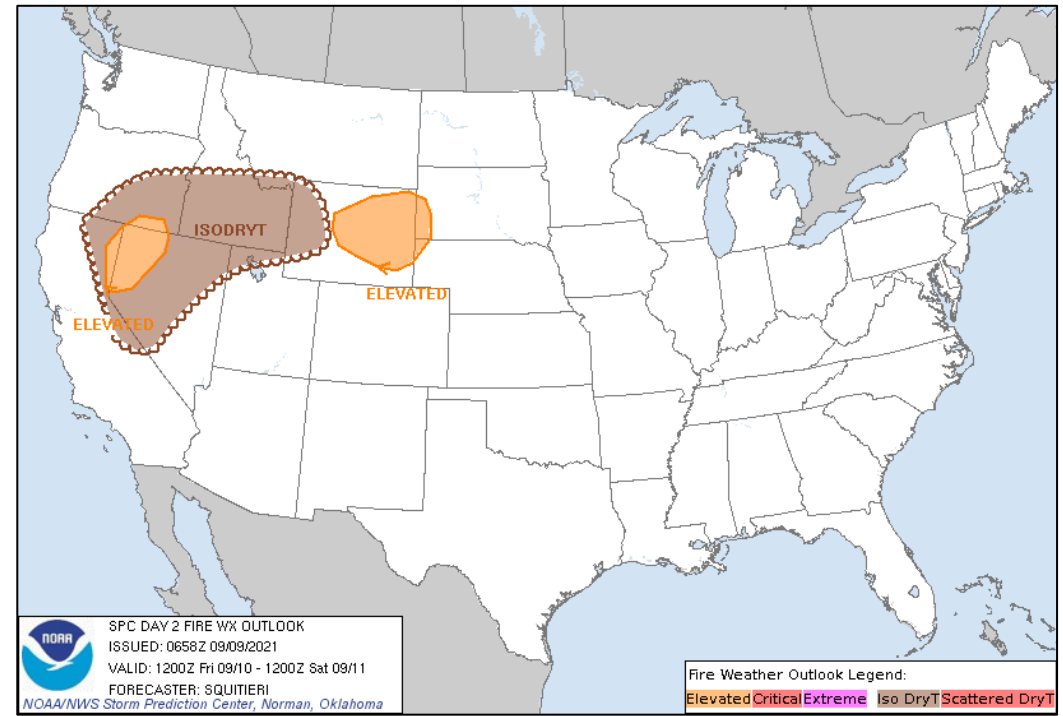 ISODRYT
ELEVATED
ELEVATED
NOAA
SPC DAY 2 FIRE WX OUTLOOK
ISSUED: 0658Z 09/09/2021
VALID: 1200Z Fri 09/10 - 1200Z Sat 09/11
FORECASTER: SQUITIERI
NOAA/NWS Storm Prediction Center, Norman, Oklahoma
Fire Weather Outlook Legend:
Elevated Critical Extreme Iso DryT Scattered DryT